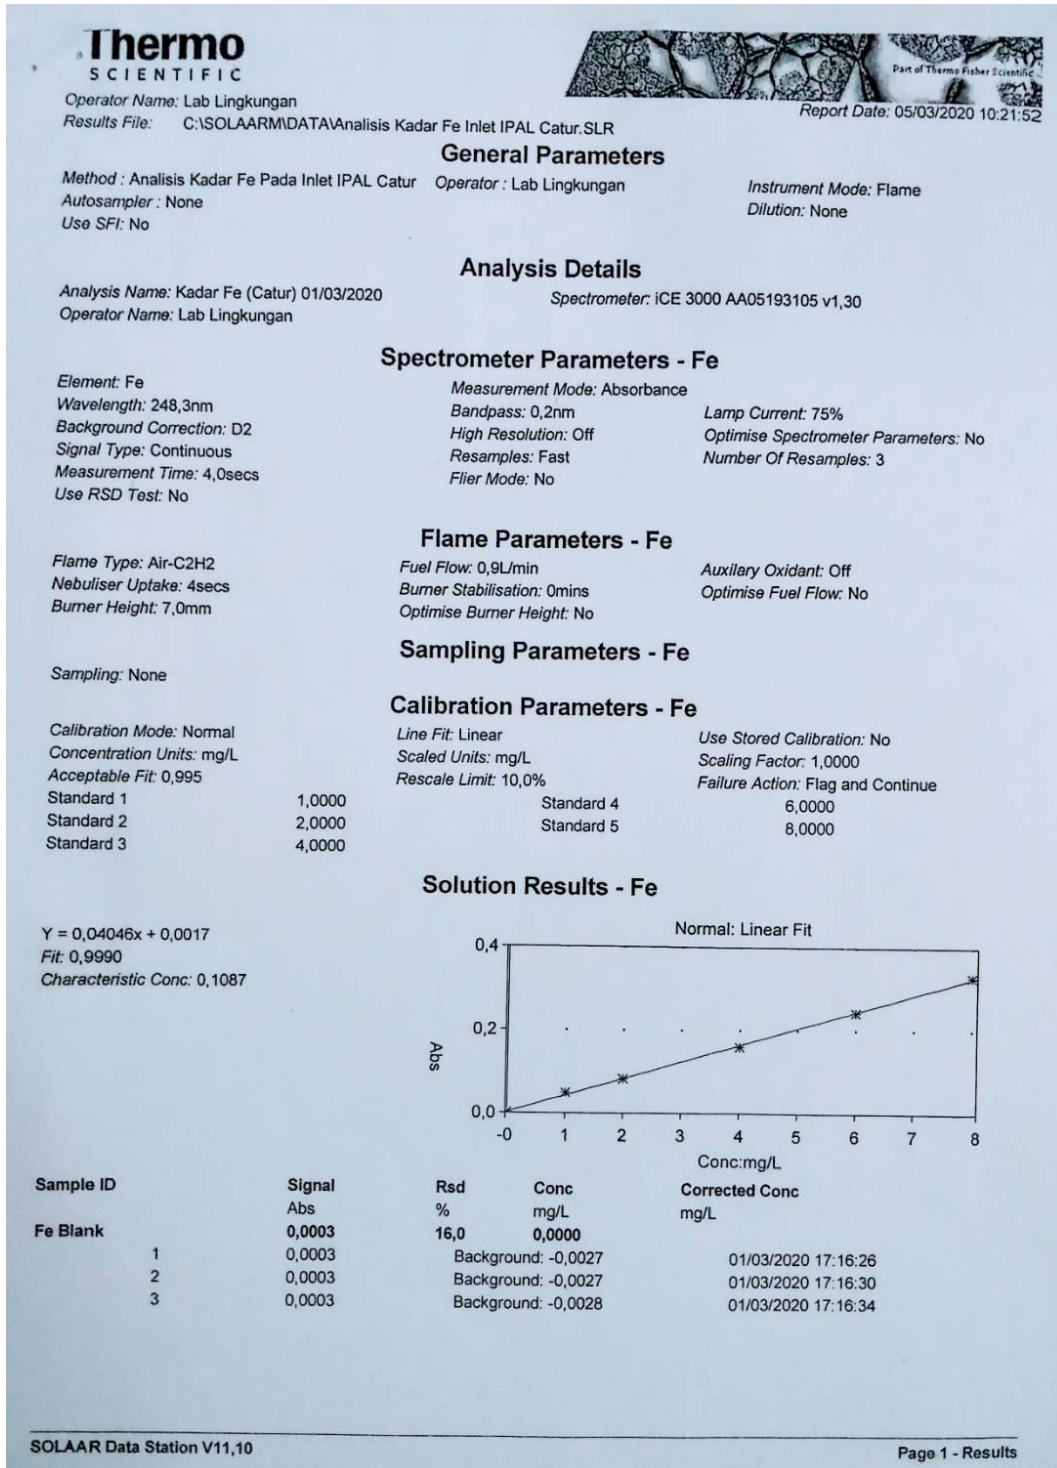 Thermo
SCIENTIFIC
Part of Thermo Fisher Scientific
Operator Name: Lab Lingkungan
Report Date: 05/03/2020 10:21:52
Results File: C:\SOLAARM\DATA\Analisis Kadar Fe Inlet IPAL Catur.SLR
General Parameters
Method : Analisis Kadar Fe Pada Inlet IPAL Catur Operator : Lab Lingkungan Instrument Mode: Flame
Autosampler : None Dilution: None
Use SFI: No
Analysis Details
Analysis Name: Kadar Fe (Catur) 01/03/2020 Spectrometer: iCE 3000 AA05193105 v1,30
Operator Name: Lab Lingkungan
Spectrometer Parameters - Fe
Element: Fe Measurement Mode: Absorbance
Wavelength: 248,3nm Bandpass: 0,2nm Lamp Current: 75%
Background Correction: D2 High Resolution: Off Optimise Spectrometer Parameters: No
Signal Type: Continuous Resamples: Fast Number Of Resamples: 3
Measurement Time: 4,0secs Flier Mode: No
Use RSD Test: No
Flame Parameters - Fe
Flame Type: Air-C2H2 Fuel Flow: 0,9L/min Auxilary Oxidant: Off
Nebuliser Uptake: 4secs Burner Stabilisation: 0mins Optimise Fuel Flow: No
Burner Height: 7,0mm Optimise Burner Height: No
Sampling Parameters - Fe
Sampling: None
Calibration Parameters - Fe
Calibration Mode: Normal Line Fit: Linear Use Stored Calibration: No
Concentration Units: mg/L Scaled Units: mg/L Scaling Factor: 1,0000
Acceptable Fit: 0,995 Rescale Limit: 10,0% Failure Action: Flag and Continue
Standard 1 1,0000 Standard 4 6,0000
Standard 2 2,0000 Standard 5 8,0000
Standard 3 4,0000
Solution Results - Fe
Y = 0,04046x + 0,0017
Fit: 0,9990
Characteristic Conc: 0,1087
Normal: Linear Fit
0,4
0,2
Abs
0,0
-0 1 2 3 4 5 6 7 8
Conc:mg/L
Sample ID Signal Rsd Conc Corrected Conc
Abs % mg/L mg/L
Fe Blank 0,0003 16,0 0,0000
1 0,0003 Background: -0,0027 01/03/2020 17:16:26
2 0,0003 Background: -0,0027 01/03/2020 17:16:30
3 0,0003 Background: -0,0028 01/03/2020 17:16:34
SOLAAR Data Station V11,10 Page 1 - Results